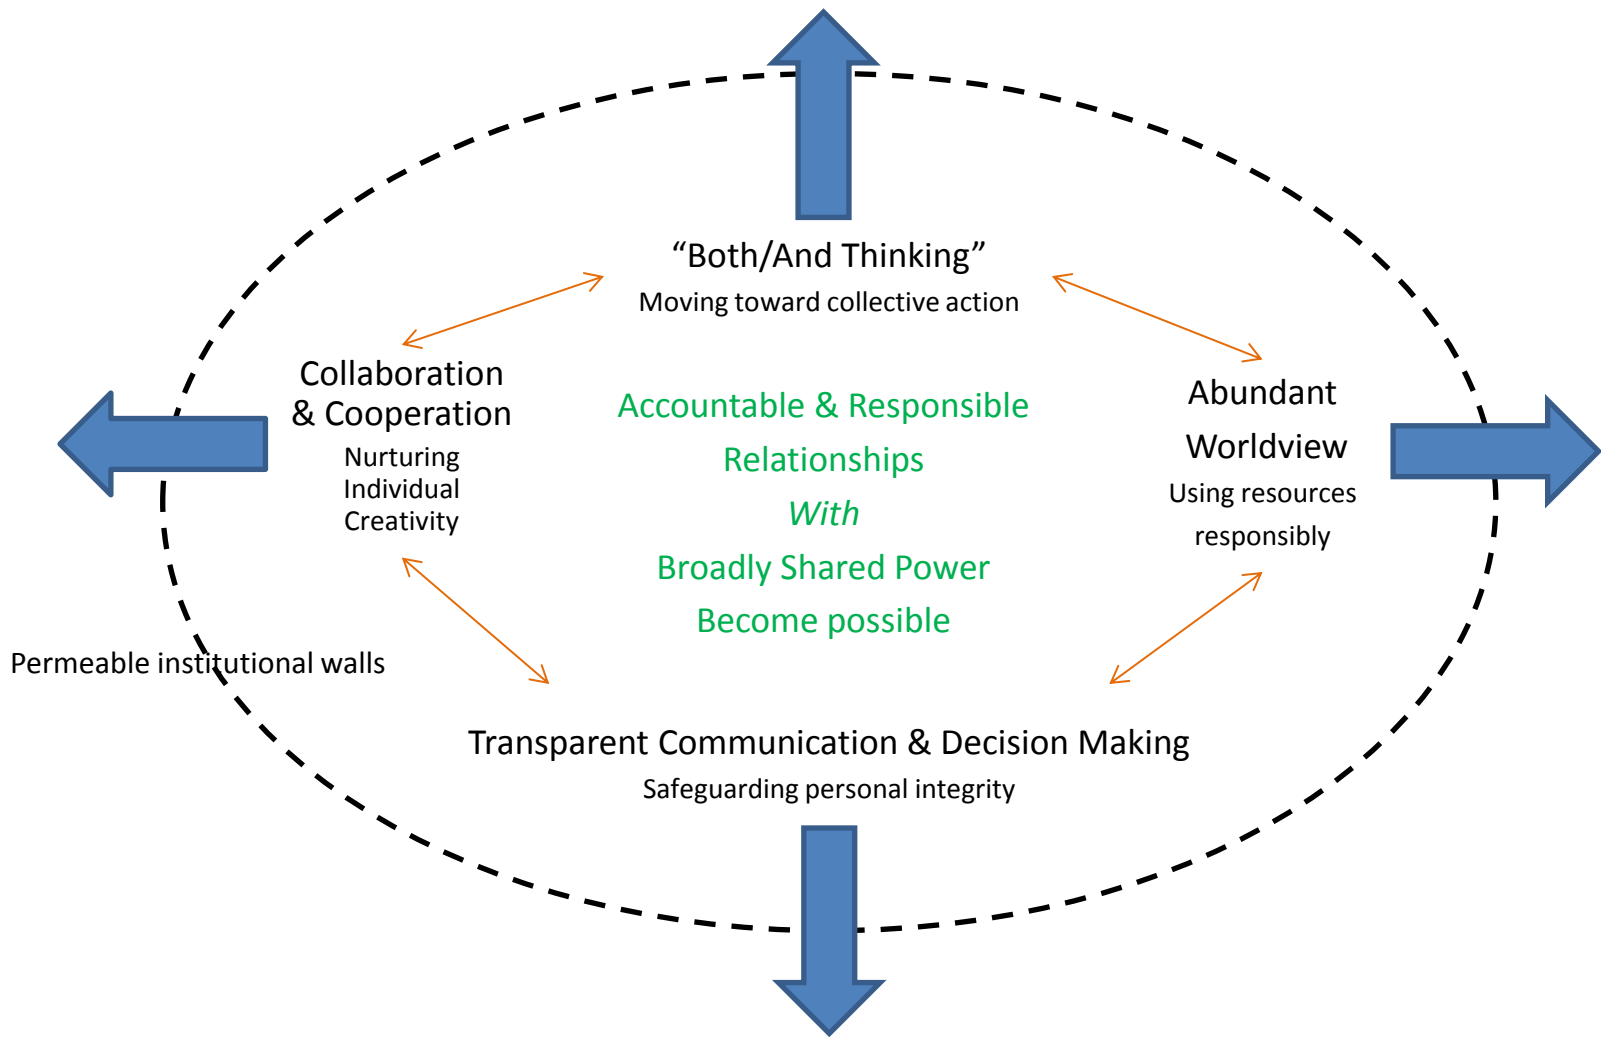 “Both/And Thinking”
Moving toward collective action
Collaboration
& Cooperation
Nurturing
Individual
Creativity
Accountable & Responsible
Relationships
With
Broadly Shared Power
Become possible
Abundant
Worldview
Using resources
responsibly
Permeable institutional walls
Transparent Communication & Decision Making
Safeguarding personal integrity